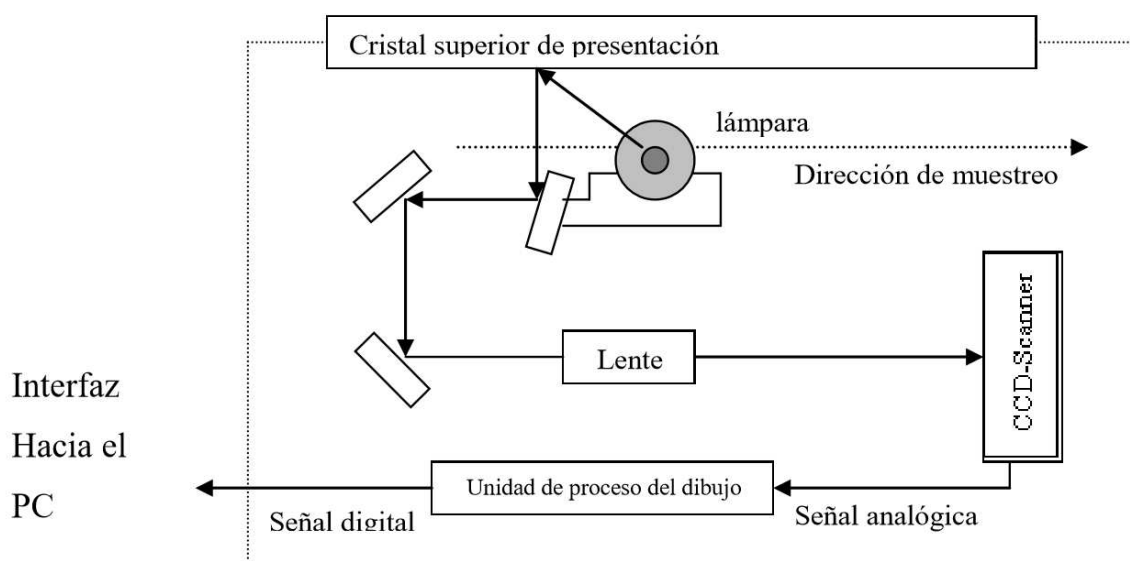 Cristal superior de presentación
lámpara
Dirección de muestreo
Lente
CCD-Scanner
Interfaz
Hacia el
PC
Unidad de proceso del dibujo
Señal digital
Señal analógica